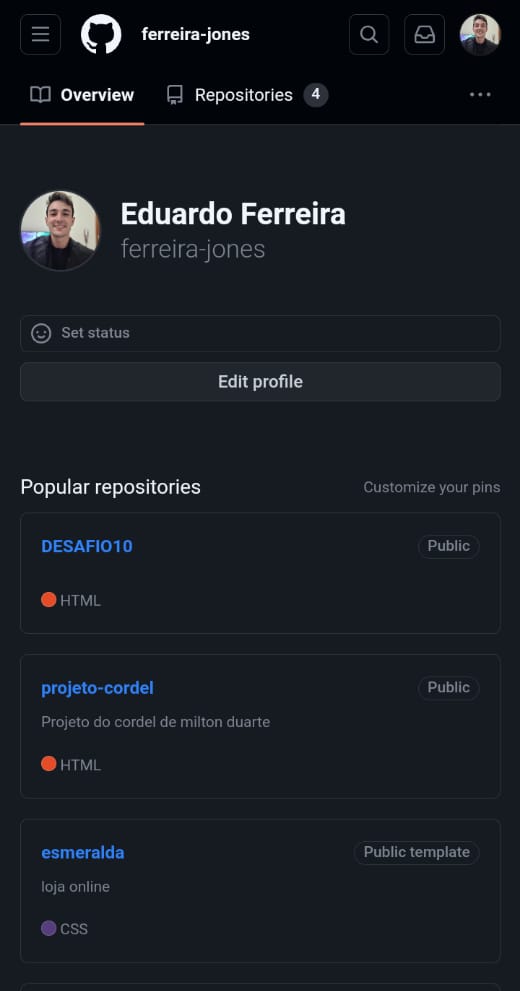 ferreira-jones
Overview
Repositories 4
Eduardo Ferreira
ferreira-jones
Set status
Edit profile
Popular repositories
Customize your pins
DESAFIO10
Public
HTML
projeto-cordel
Public
Projeto do cordel de milton duarte
HTML
esmeralda
Public template
loja online
CSS